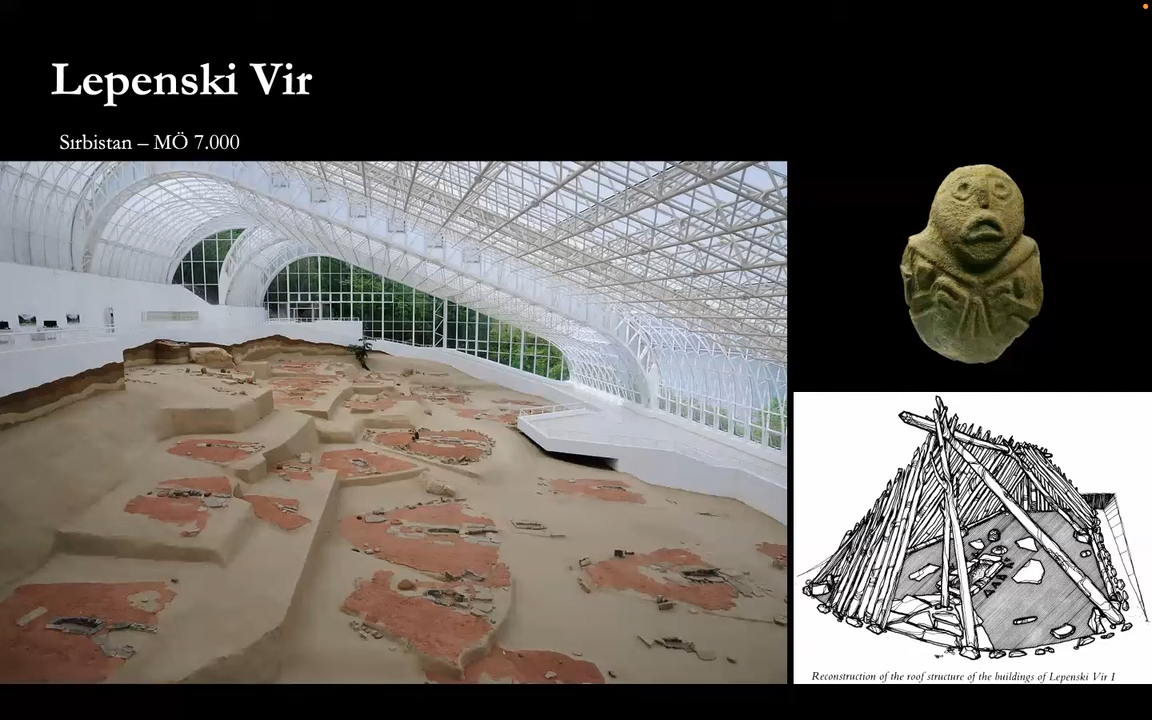 Lepenski Vir
Sırbistan – MÖ 7.000
Reconstruction of the roof structure of the buildings of Lepenski Vir I